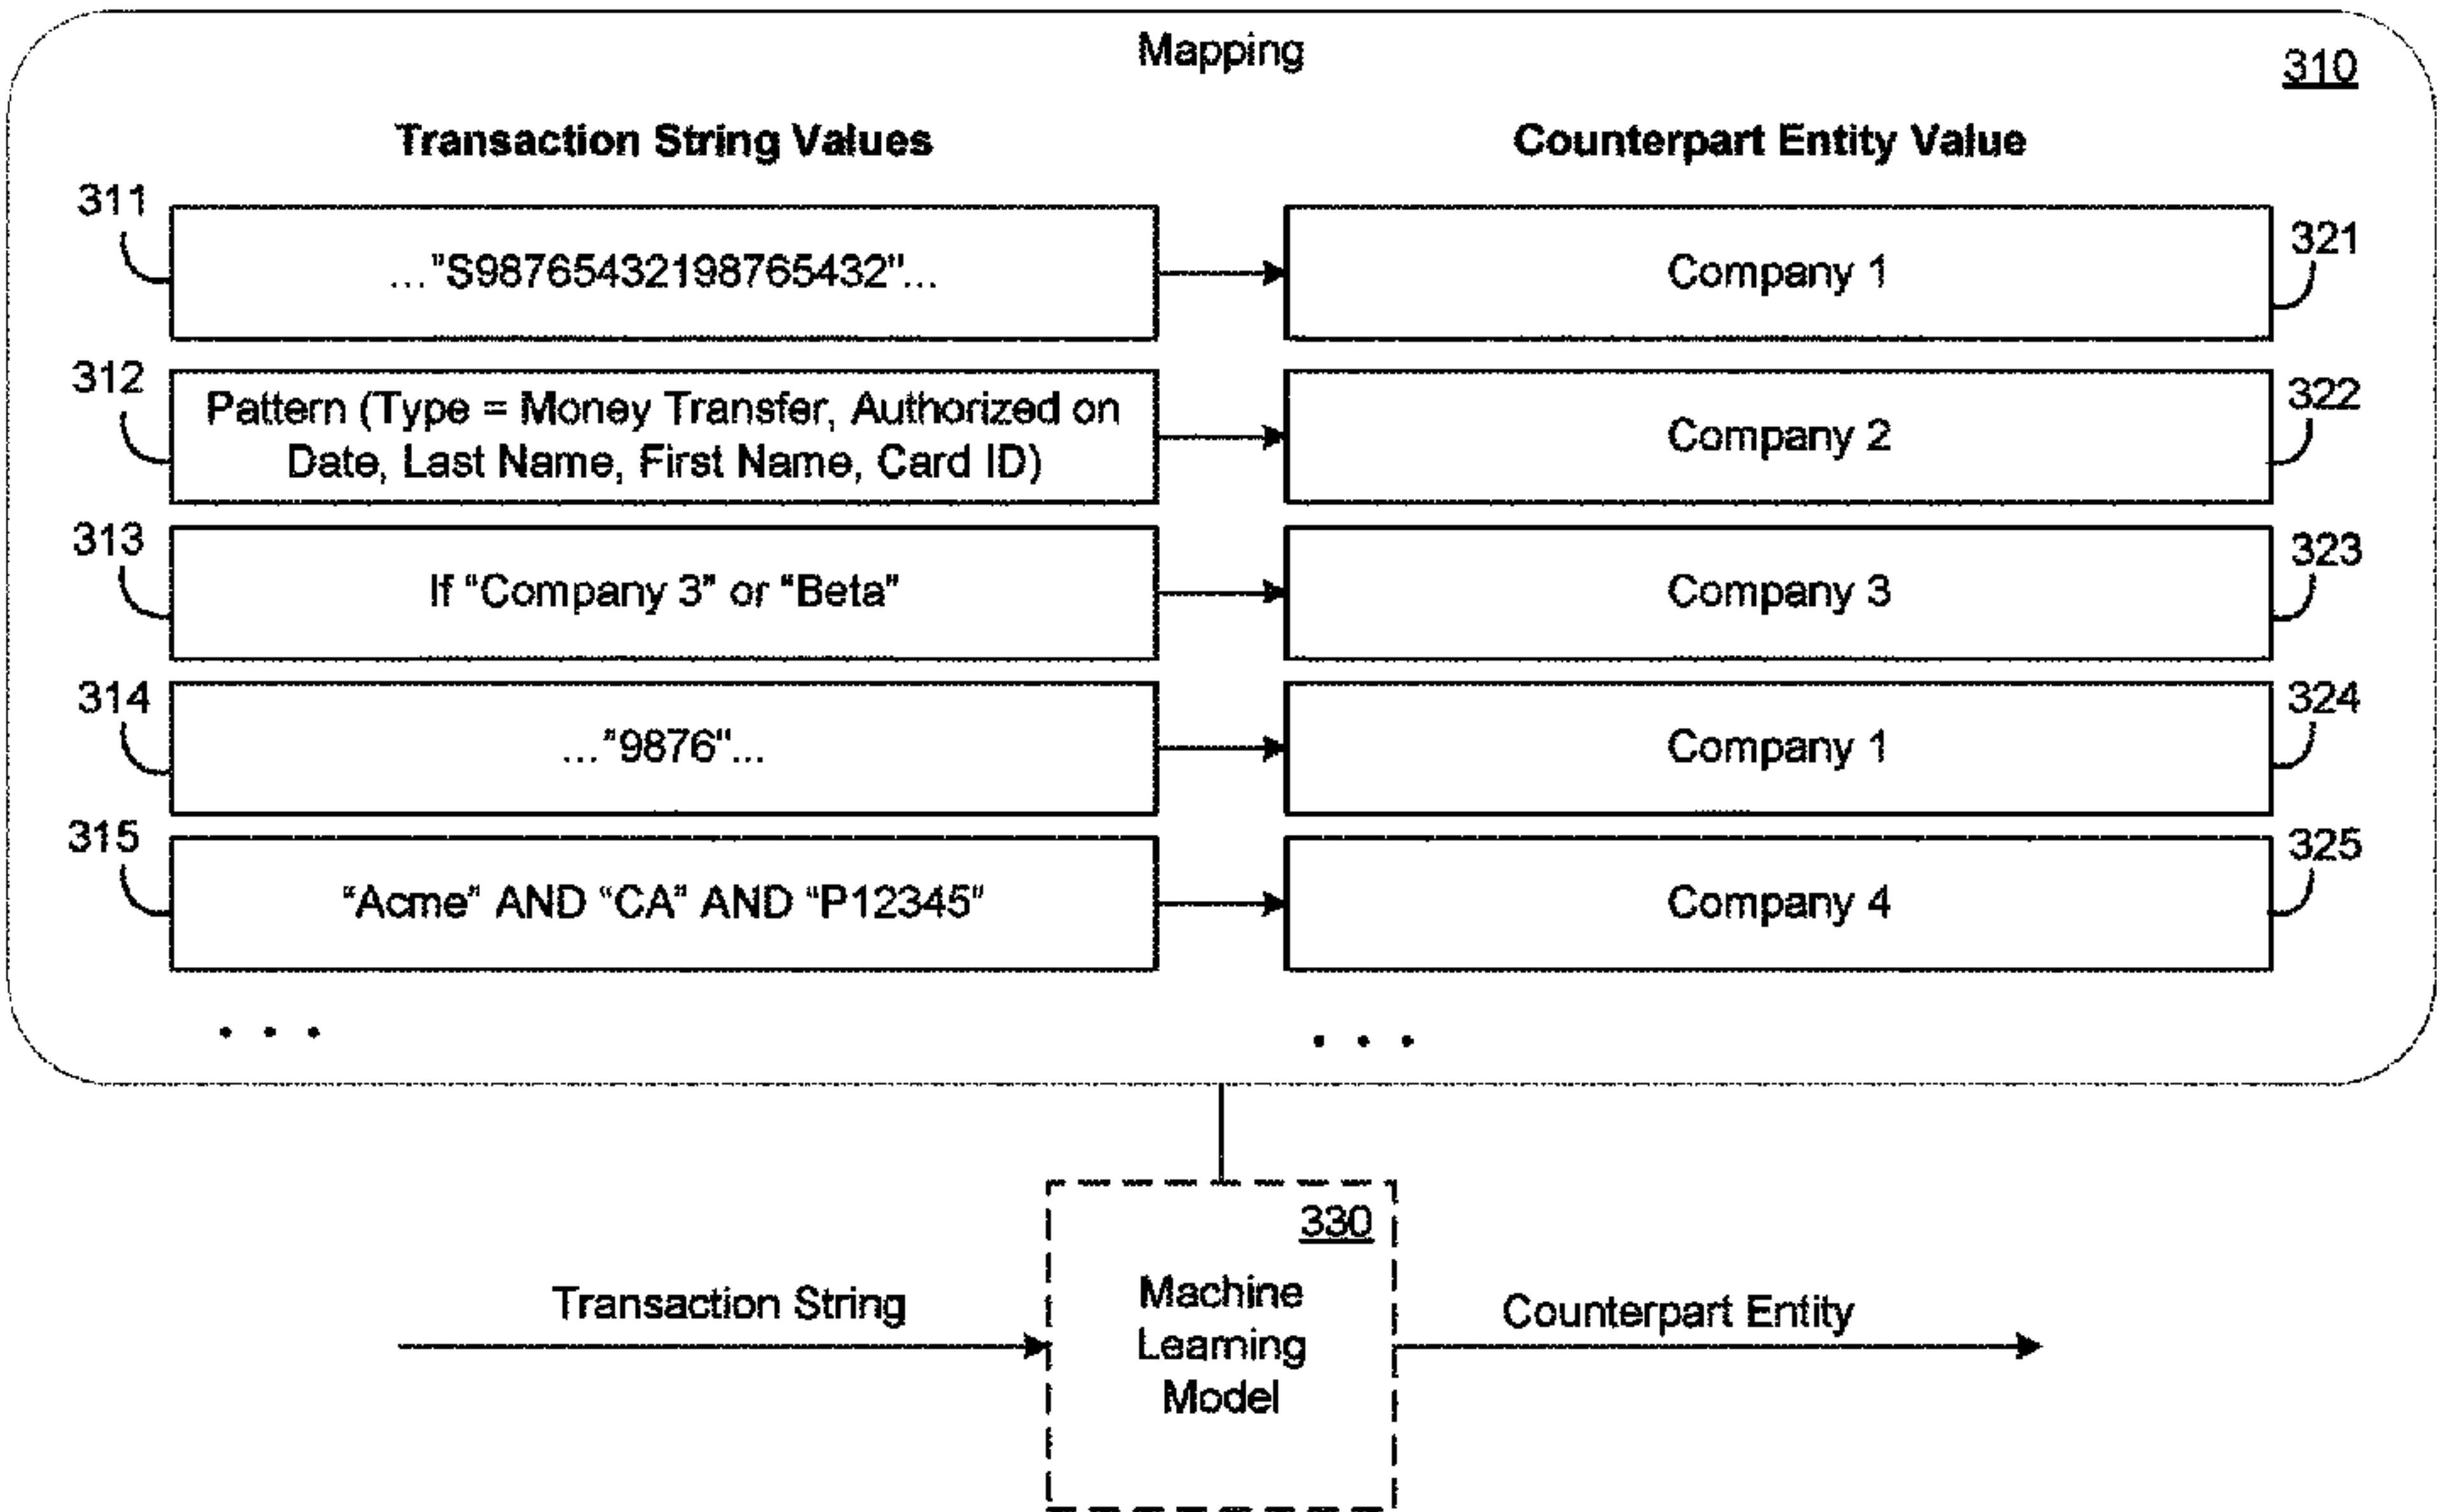 Mapping
310
Transaction String Values
Counterpart Entity Value
311
..."S98765432198765432"...
Company 1
321
312
Pattern (Type = Money Transfer, Authorized on
Date, Last Name, First Name, Card ID)
Company 2
322
313
If “Company 3” or “Beta”
Company 3
323
314
..."9876"...
Company 1
324
315
“Acme” AND “CA” AND “P12345”
Company 4
325
. . .
. . .
330
Transaction String
Machine
Learning
Model
Counterpart Entity